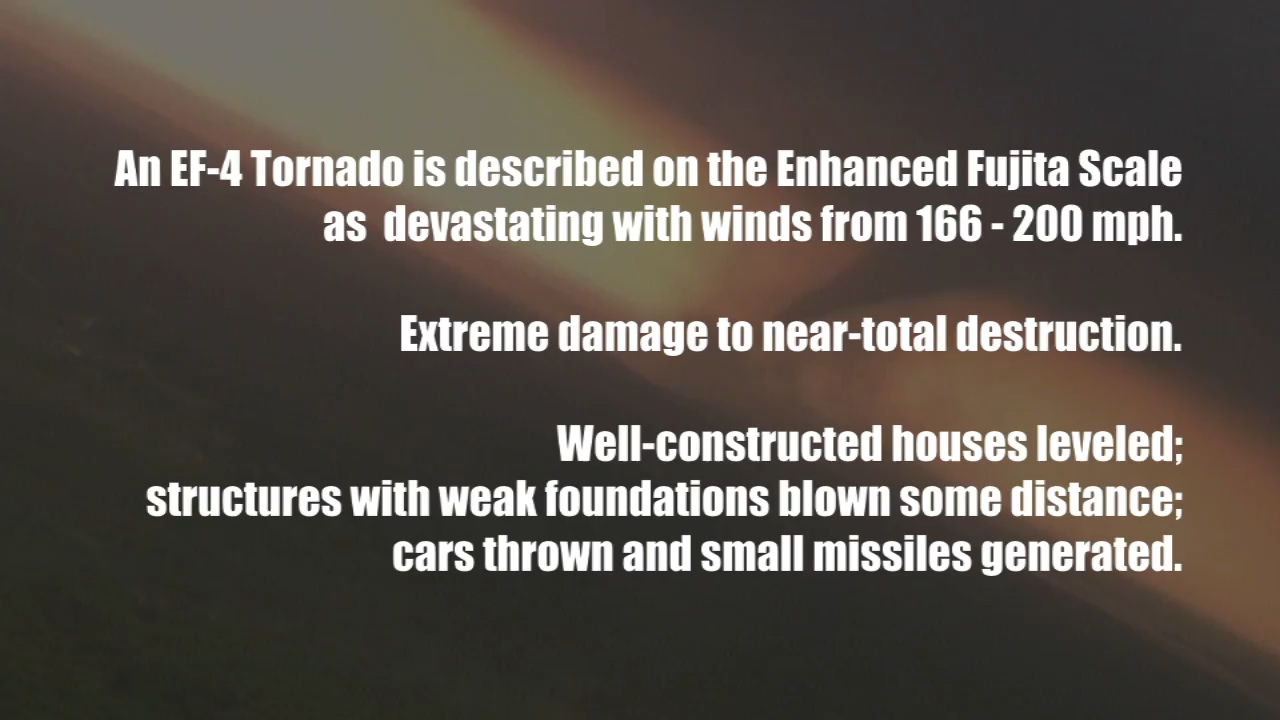 An EF-4 Tornado is described on the Enhanced Fujita Scale
as  devastating with winds from 166 - 200 mph.
Extreme damage to near-total destruction.
Well-constructed houses leveled;
structures with weak foundations blown some distance;
cars thrown and small missiles generated.